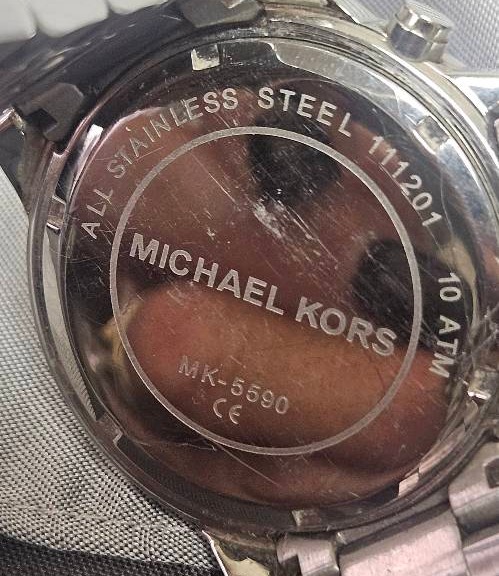 ALL STAINLESS STEEL 111201 10 ATM
MICHAEL KORS
MK-5590
CE